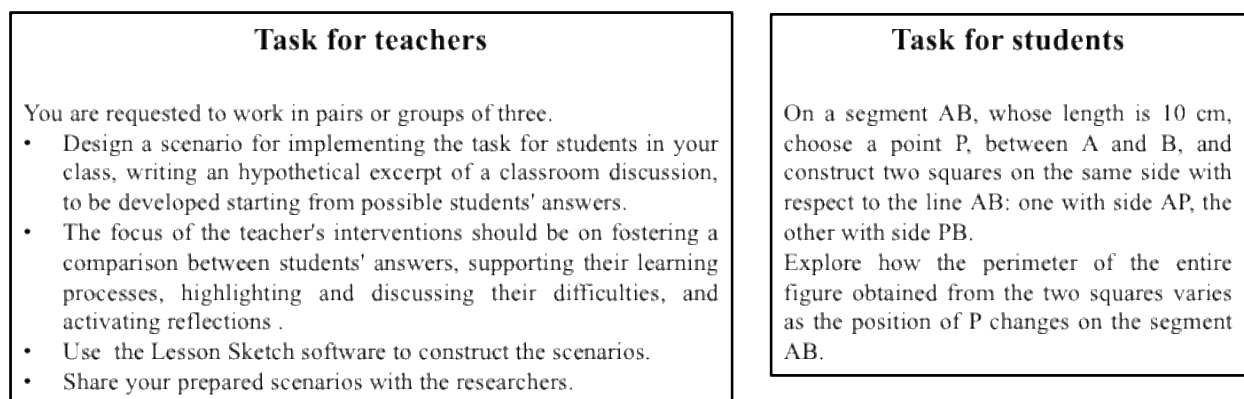 Task for teachers
You are requested to work in pairs or groups of three.
• Design a scenario for implementing the task for students in your
class, writing an hypothetical excerpt of a classroom discussion,
to be developed starting from possible students' answers.
• The focus of the teacher's interventions should be on fostering a
comparison between students' answers, supporting their learning
processes, highlighting and discussing their difficulties, and
activating reflections .
• Use the Lesson Sketch software to construct the scenarios.
• Share your prepared scenarios with the researchers.
Task for students
On a segment AB, whose length is 10 cm,
choose a point P, between A and B, and
construct two squares on the same side with
respect to the line AB: one with side AP, the
other with side PB.
Explore how the perimeter of the entire
figure obtained from the two squares varies
as the position of P changes on the segment
AB.